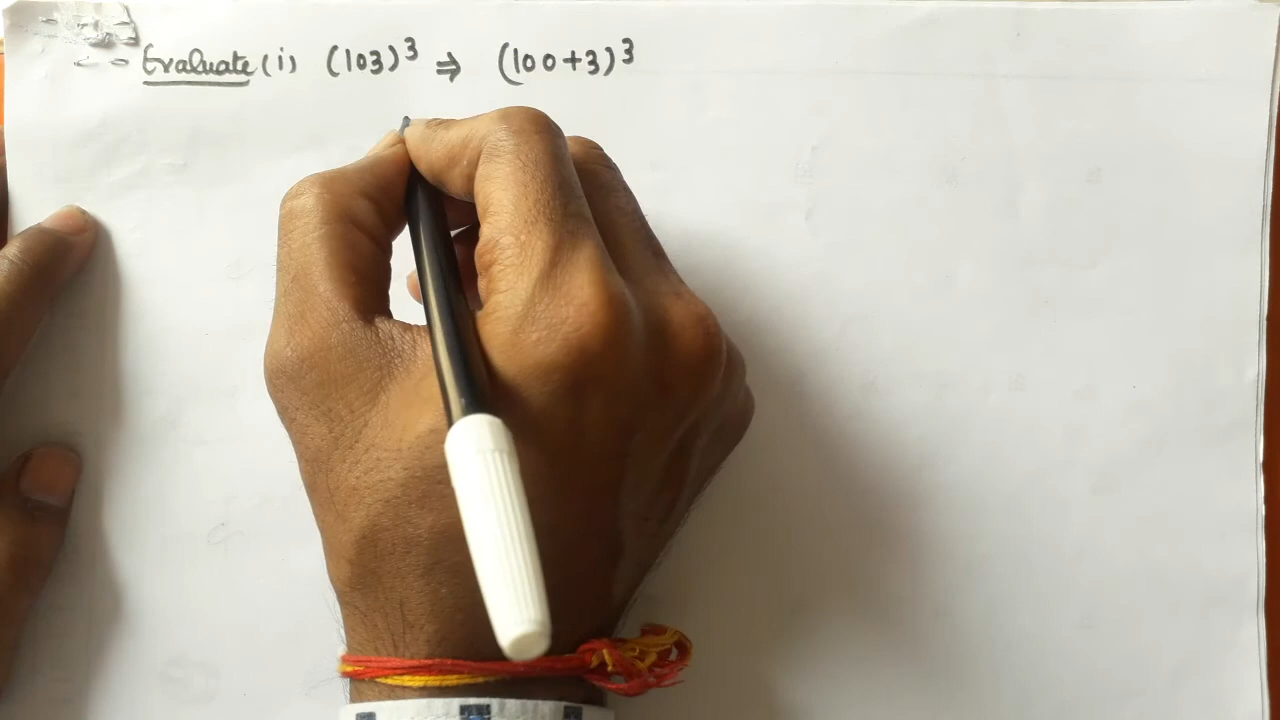 Evaluate (i) (103)³ ⇒ (100+3)³